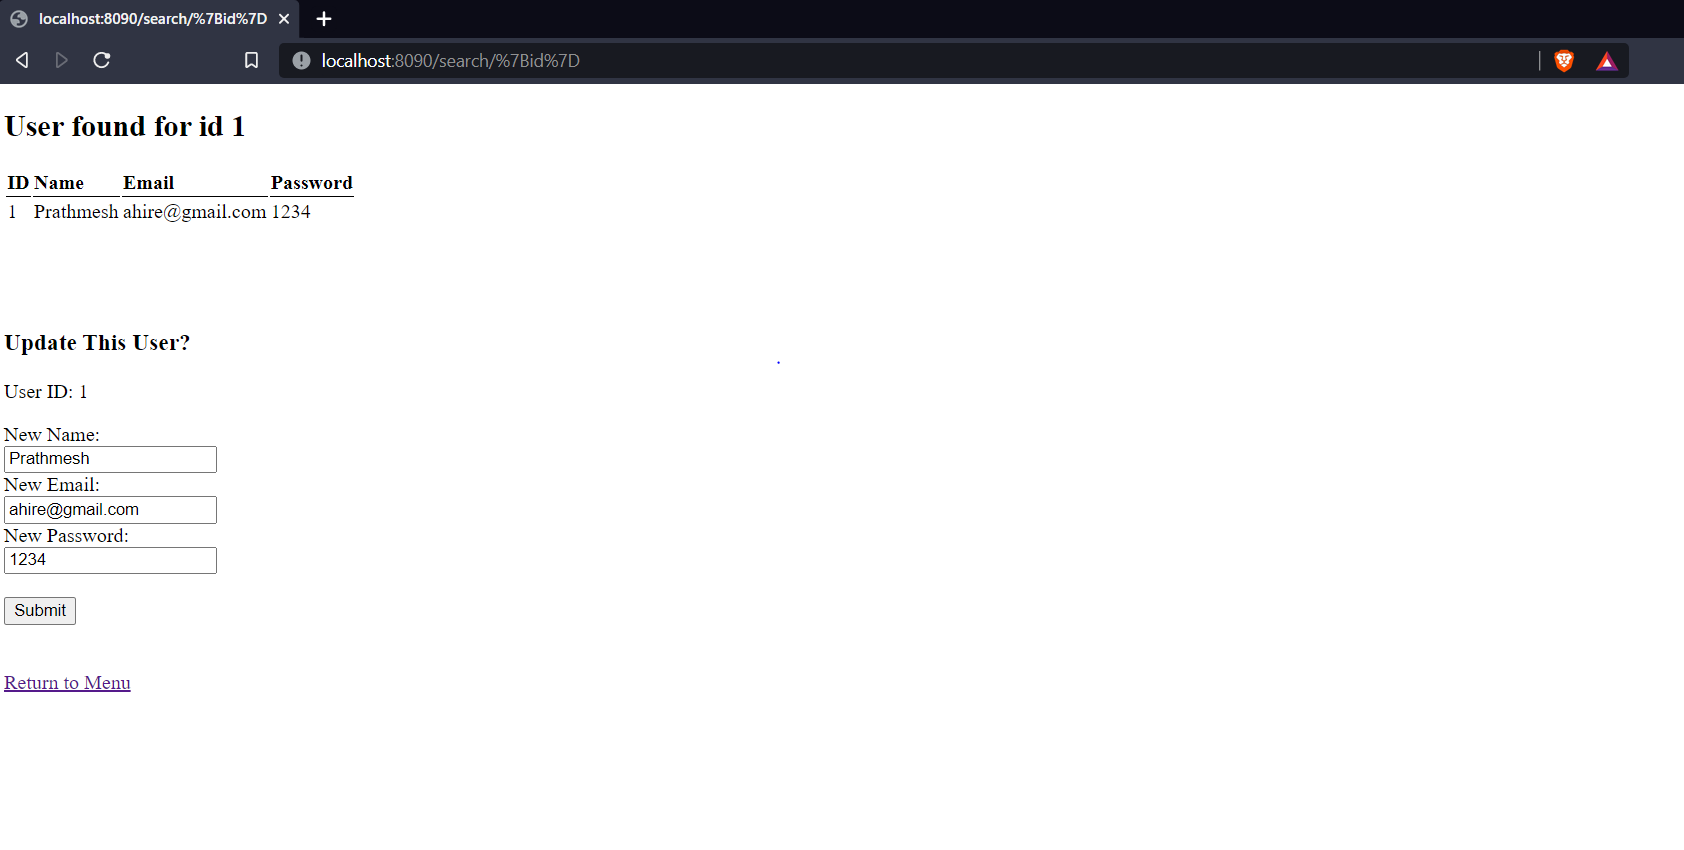 localhost:8090/search/%7Bid%7D
localhost:8090/search/%7Bid%7D
User found for id 1
ID Name Email Password
1 Prathmesh ahire@gmail.com 1234
Update This User?
User ID: 1
New Name:
Prathmesh
New Email:
ahire@gmail.com
New Password:
1234
Submit
Return to Menu